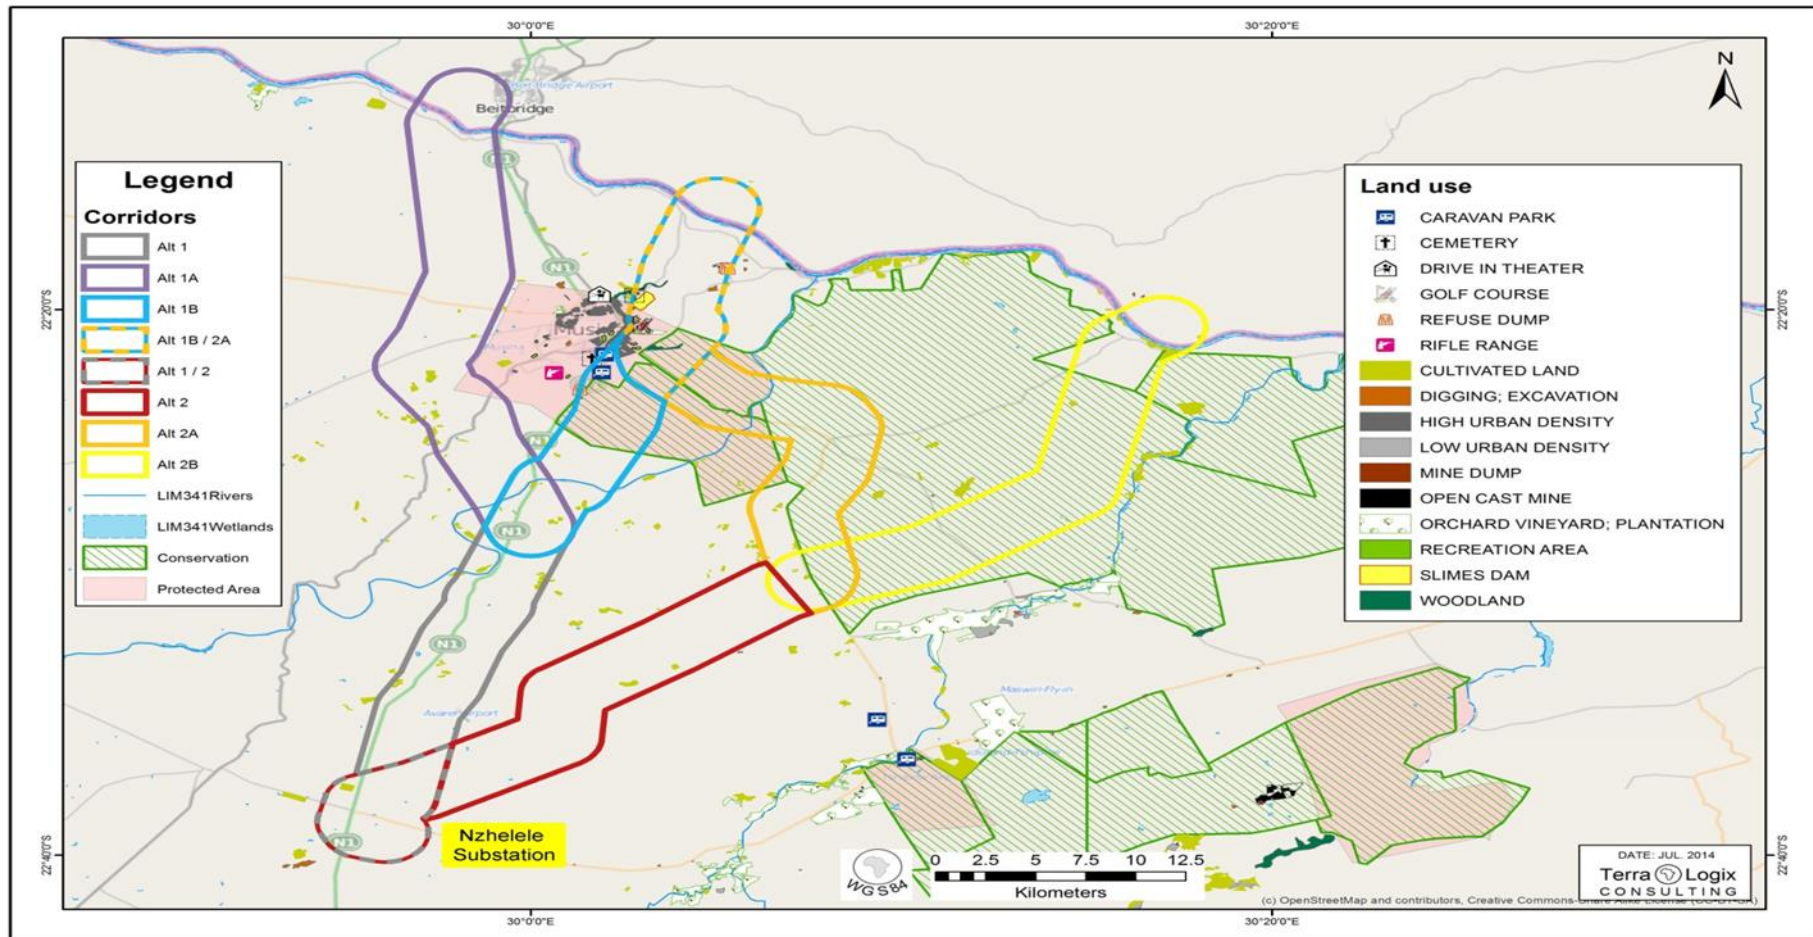 30°0'0"E
30°20'0"E
N
Beitbridge
N1
Legend
Corridors
Alt 1
Alt 1A
Alt 1B
Alt 1B / 2A
Alt 1 / 2
Alt 2
Alt 2A
Alt 2B
LIM341Rivers
LIM341Wetlands
Conservation
Protected Area
Land use
CARAVAN PARK
CEMETERY
DRIVE IN THEATER
GOLF COURSE
REFUSE DUMP
RIFLE RANGE
CULTIVATED LAND
DIGGING; EXCAVATION
HIGH URBAN DENSITY
LOW URBAN DENSITY
MINE DUMP
OPEN CAST MINE
ORCHARD VINEYARD; PLANTATION
RECREATION AREA
SLIMES DAM
WOODLAND
N1
22°20'0"S
22°20'0"S
N1
N1
N1
N1
Nzhelele
Substation
22°40'0"S
22°40'0"S
WGS84
0 2.5 5 7.5 10 12.5
Kilometers
DATE: JUL. 2014
Terra Logix
CONSULTING
(c) OpenStreetMap and contributors, Creative Commons-
30°0'0"E
30°20'0"E